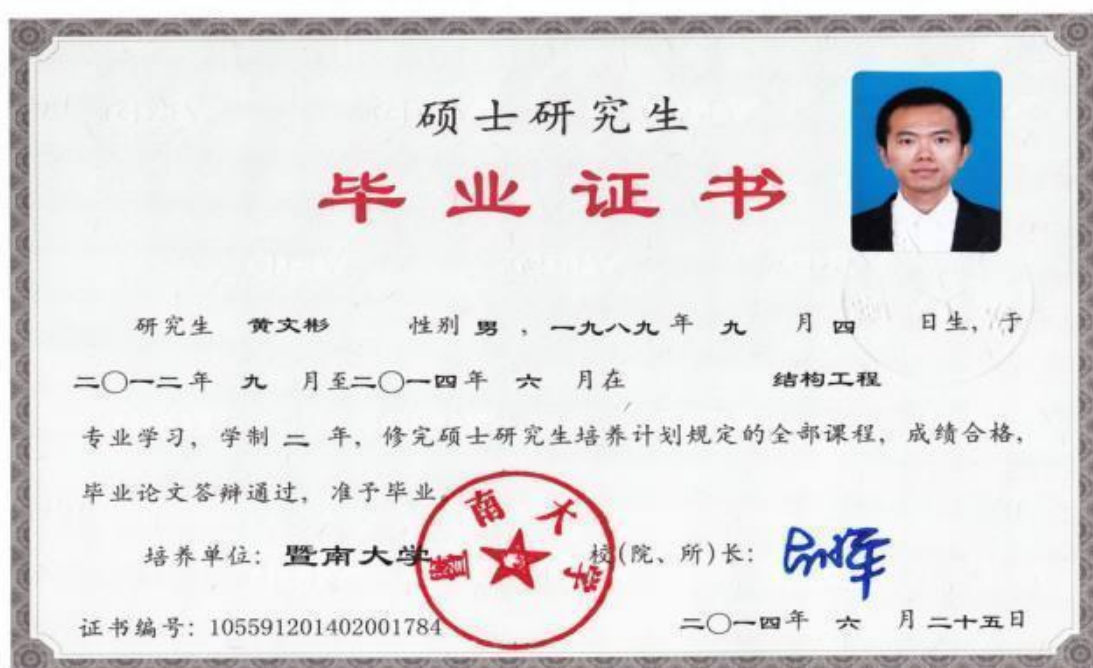 硕士研究生
毕业证书
研究生 黄文彬 性别 男 , 一九八九年 九 月 四 日生, 于
二〇一二年 九 月至二〇一四年 六 月在 结构工程
专业学习, 学制 二 年, 修完硕士研究生培养计划规定的全部课程, 成绩合格,
毕业论文答辩通过, 准予毕业。
暨南大学
培养单位: 暨南大学 校(院、所)长:
证书编号: 105591201402001784 二〇一四年 六 月 二十五日